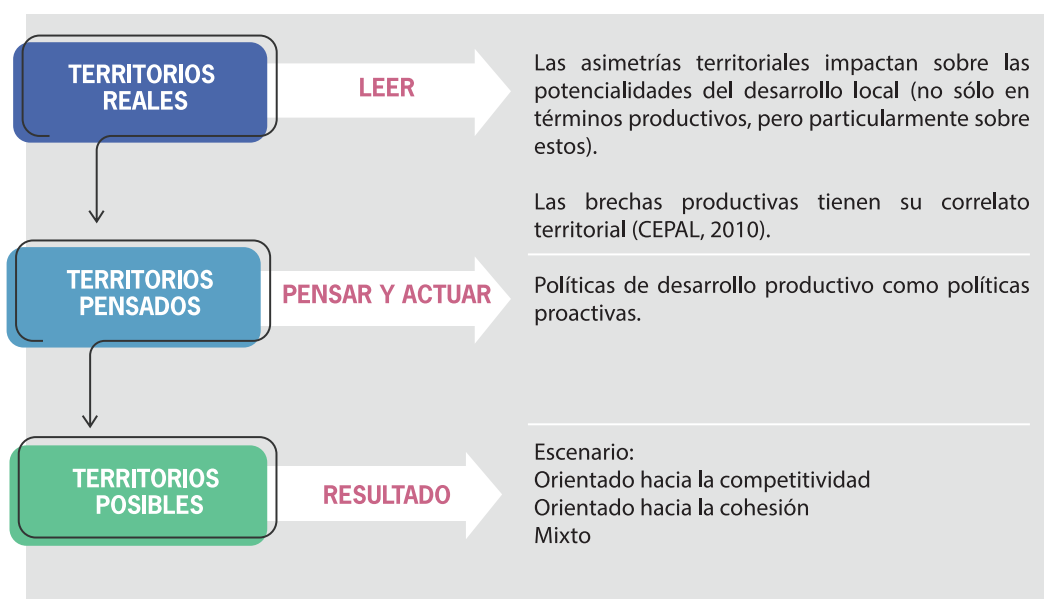 TERRITORIOS
REALES
LEER
Las asimetrías territoriales impactan sobre las
potencialidades del desarrollo local (no sólo en
términos productivos, pero particularmente sobre
estos).
Las brechas productivas tienen su correlato
territorial (CEPAL, 2010).
TERRITORIOS
PENSADOS
PENSAR Y ACTUAR
Políticas de desarrollo productivo como políticas
proactivas.
TERRITORIOS
POSIBLES
RESULTADO
Escenario:
Orientado hacia la competitividad
Orientado hacia la cohesión
Mixto